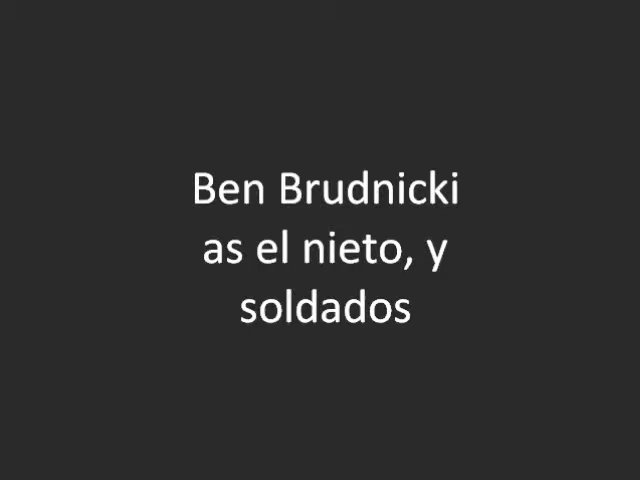 Ben Brudnicki
as el nieto, y
soldados